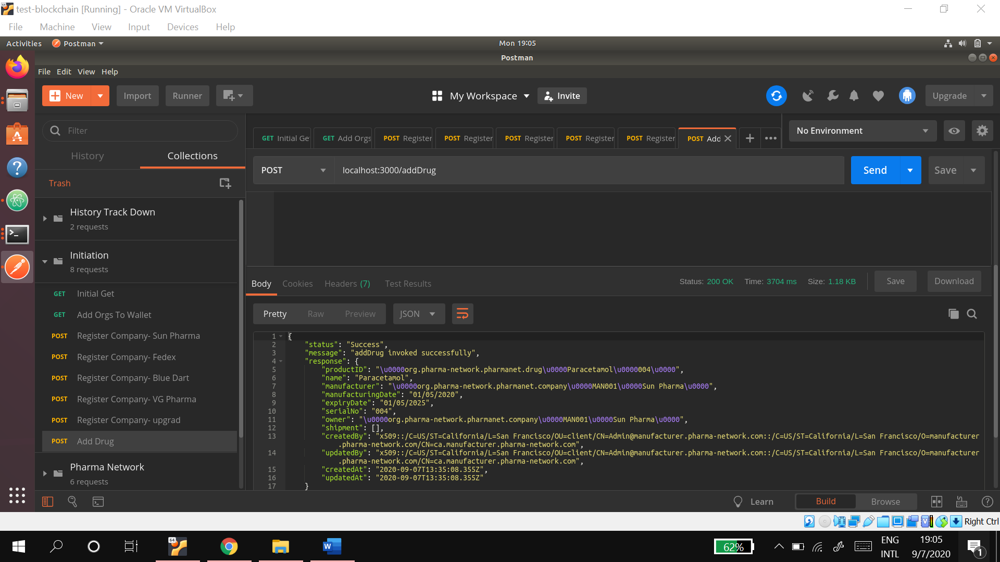 test-blockchain [Running] - Oracle VM VirtualBox
File Machine View Input Devices Help
Activities Postman Mon 19:05
Postman
File Edit View Help
New Import Runner My Workspace Invite Upgrade
Filter
History Collections
Trash
History Track Down
2 requests
Initiation
8 requests
GET Initial Get
GET Add Orgs To Wallet
POST Register Company- Sun Pharma
POST Register Company- Fedex
POST Register Company- Blue Dart
POST Register Company- VG Pharma
POST Register Company- upgrad
POST Add Drug
Pharma Network
6 requests
GET Initial Ge GET Add Orgs POST Register POST Register POST Register POST Register POST Register POST Add
No Environment
POST localhost:3000/addDrug Send Save
Body Cookies Headers (7) Test Results Status: 200 OK Time: 3704 ms Size: 1.18 KB Save Download
Pretty Raw Preview JSON
1 {
2 "status": "Success",
3 "message": "addDrug invoked successfully",
4 "response": {
5 "productID": "\u0000org.pharma-network.pharmanet.drug\u0000Paracetamol\u0000004\u0000",
6 "name": "Paracetamol",
7 "manufacturer": "\u0000org.pharma-network.pharmanet.company\u0000MAN001\u0000Sun Pharma\u0000",
8 "manufacturingDate": "01/05/2020",
9 "expiryDate": "01/05/2025",
10 "serialNo": "004",
11 "owner": "\u0000org.pharma-network.pharmanet.company\u0000MAN001\u0000Sun Pharma\u0000",
12 "shipment": [],
13 "createdBy": "x509::/C=US/ST=California/L=San Francisco/OU=client/CN=Admin@manufacturer.pharma-network.com::/C=US/ST=California/L=San Francisco/O=manufacturer
.pharma-network.com/CN=ca.manufacturer.pharma-network.com",
14 "updatedBy": "x509::/C=US/ST=California/L=San Francisco/OU=client/CN=Admin@manufacturer.pharma-network.com::/C=US/ST=California/L=San Francisco/O=manufacturer
.pharma-network.com/CN=ca.manufacturer.pharma-network.com",
15 "createdAt": "2020-09-07T13:35:08.355Z",
16 "updatedAt": "2020-09-07T13:35:08.355Z"
17 }
Learn Build Browse
Right Ctrl
64
W
62%
ENG
INTL
19:05
9/7/2020
1